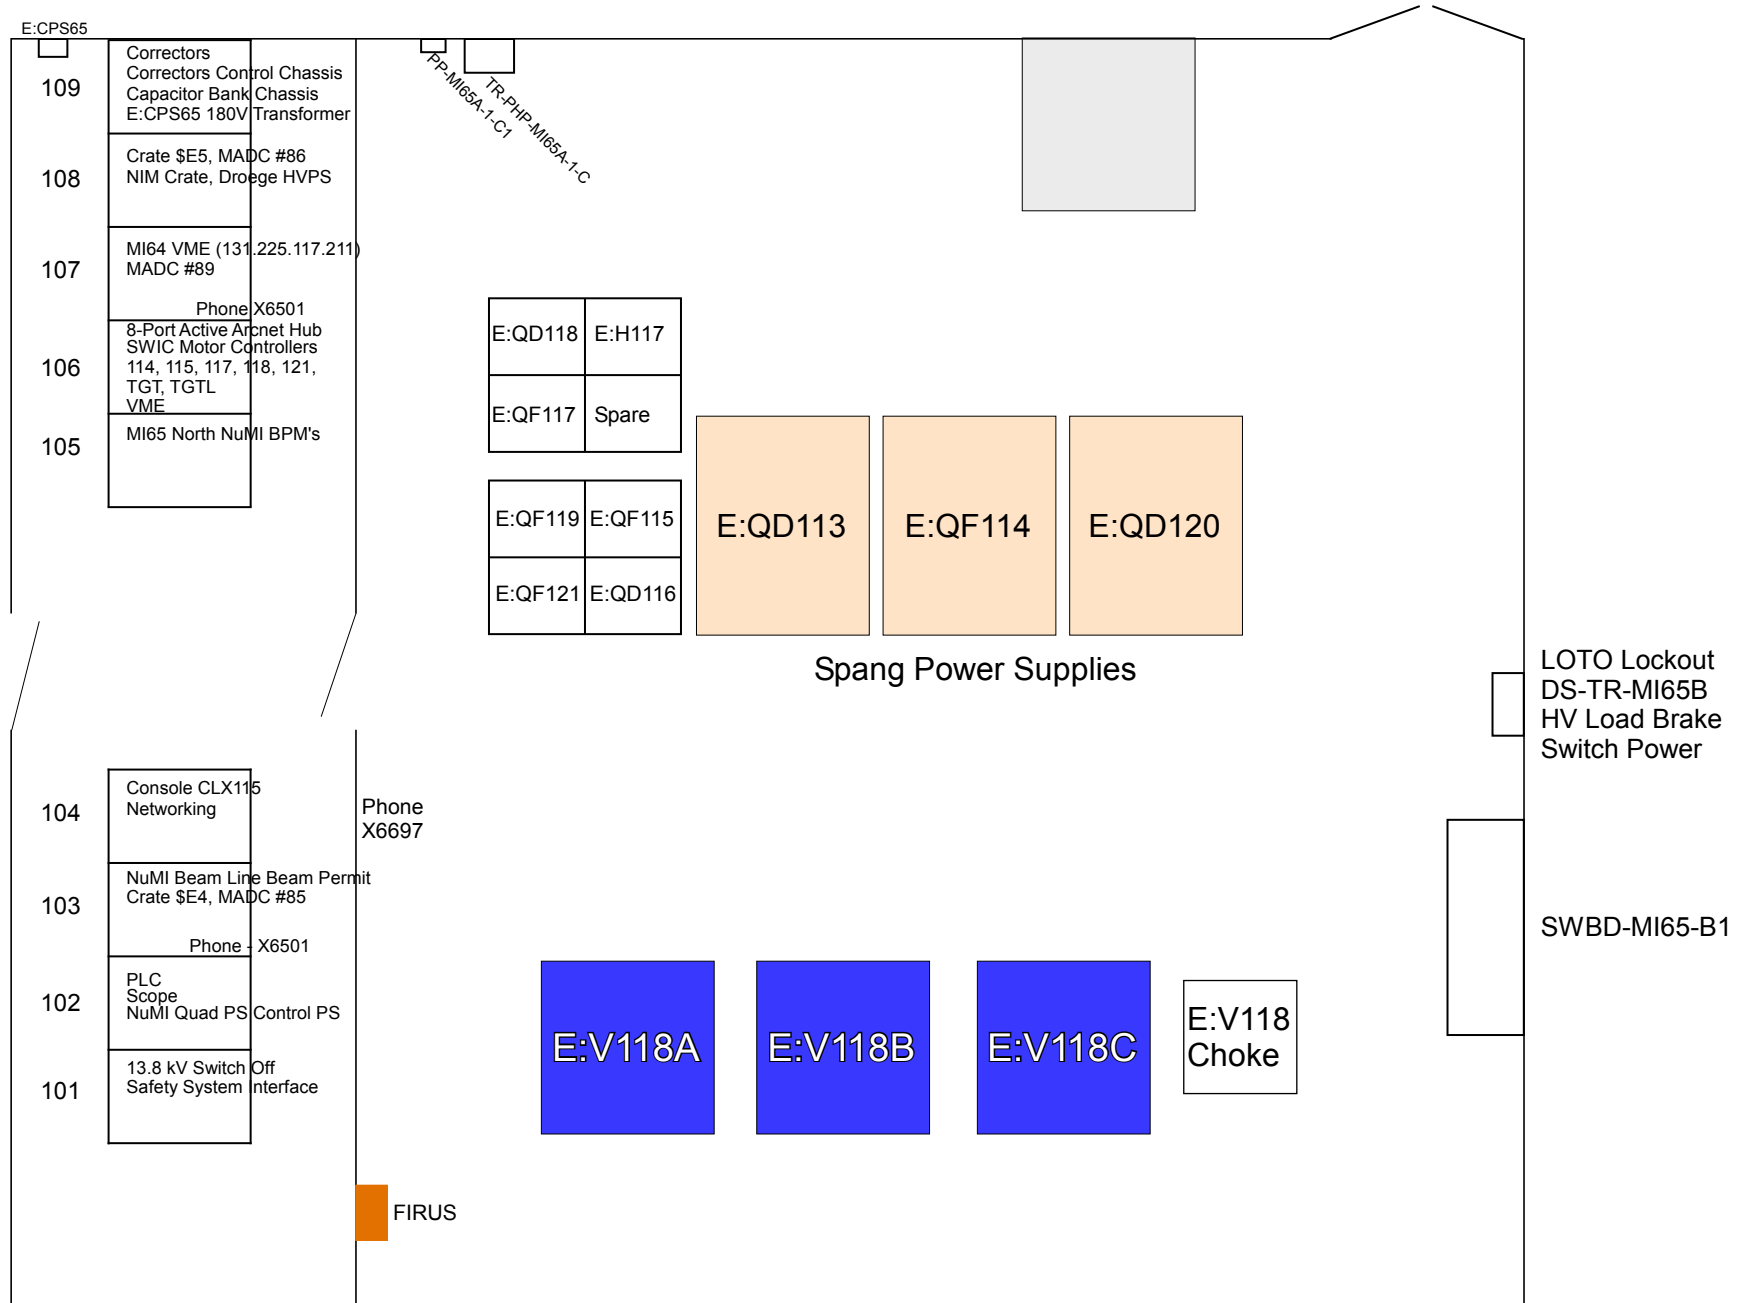 E:CPS65
109
Correctors
Correctors Control Chassis
Capacitor Bank Chassis
E:CPS65 180V Transformer
PP-MI65A-1-C1
TR-PHP-MI65A-1-C
108
Crate $E5, MADC #86
NIM Crate, Droege HVPS
107
MI64 VME (131.225.117.211)
MADC #89
Phone X6501
106
8-Port Active Arcnet Hub
SWIC Motor Controllers
114, 115, 117, 118, 121,
TGT, TGTL
VME
105
MI65 North NuMI BPM's
E:QD118
E:H117
E:QF117
Spare
E:QF119
E:QF115
E:QF121
E:QD116
E:QD113
E:QF114
E:QD120
Spang Power Supplies
LOTO Lockout
DS-TR-MI65B
HV Load Brake
Switch Power
104
Console CLX115
Networking
Phone
X6697
103
NuMI Beam Line Beam Permit
Crate $E4, MADC #85
Phone - X6501
SWBD-MI65-B1
102
PLC
Scope
NuMI Quad PS Control PS
101
13.8 kV Switch Off
Safety System Interface
E:V118A
E:V118B
E:V118C
E:V118
Choke
FIRUS